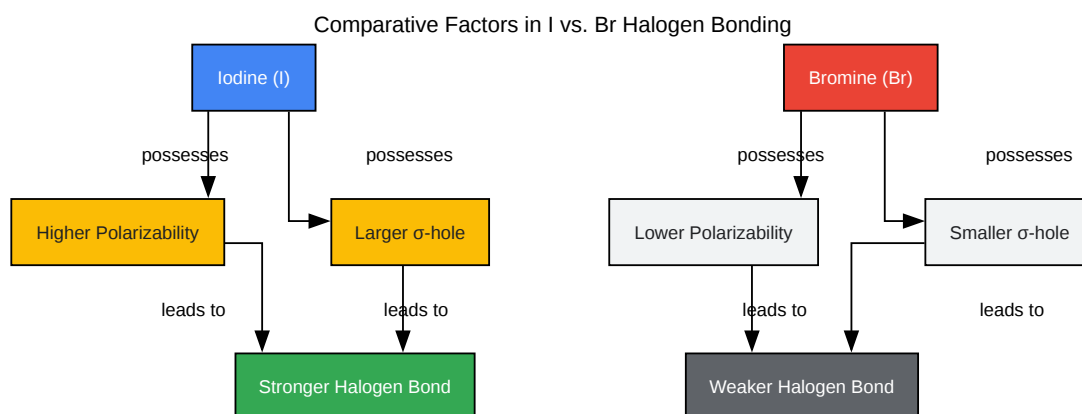 Comparative Factors in I vs. Br Halogen Bonding
Iodine (I)
Bromine (Br)
possesses
possesses
possesses
possesses
Higher Polarizability
Larger σ-hole
Lower Polarizability
Smaller σ-hole
leads to
leads to
leads to
leads to
Stronger Halogen Bond
Weaker Halogen Bond